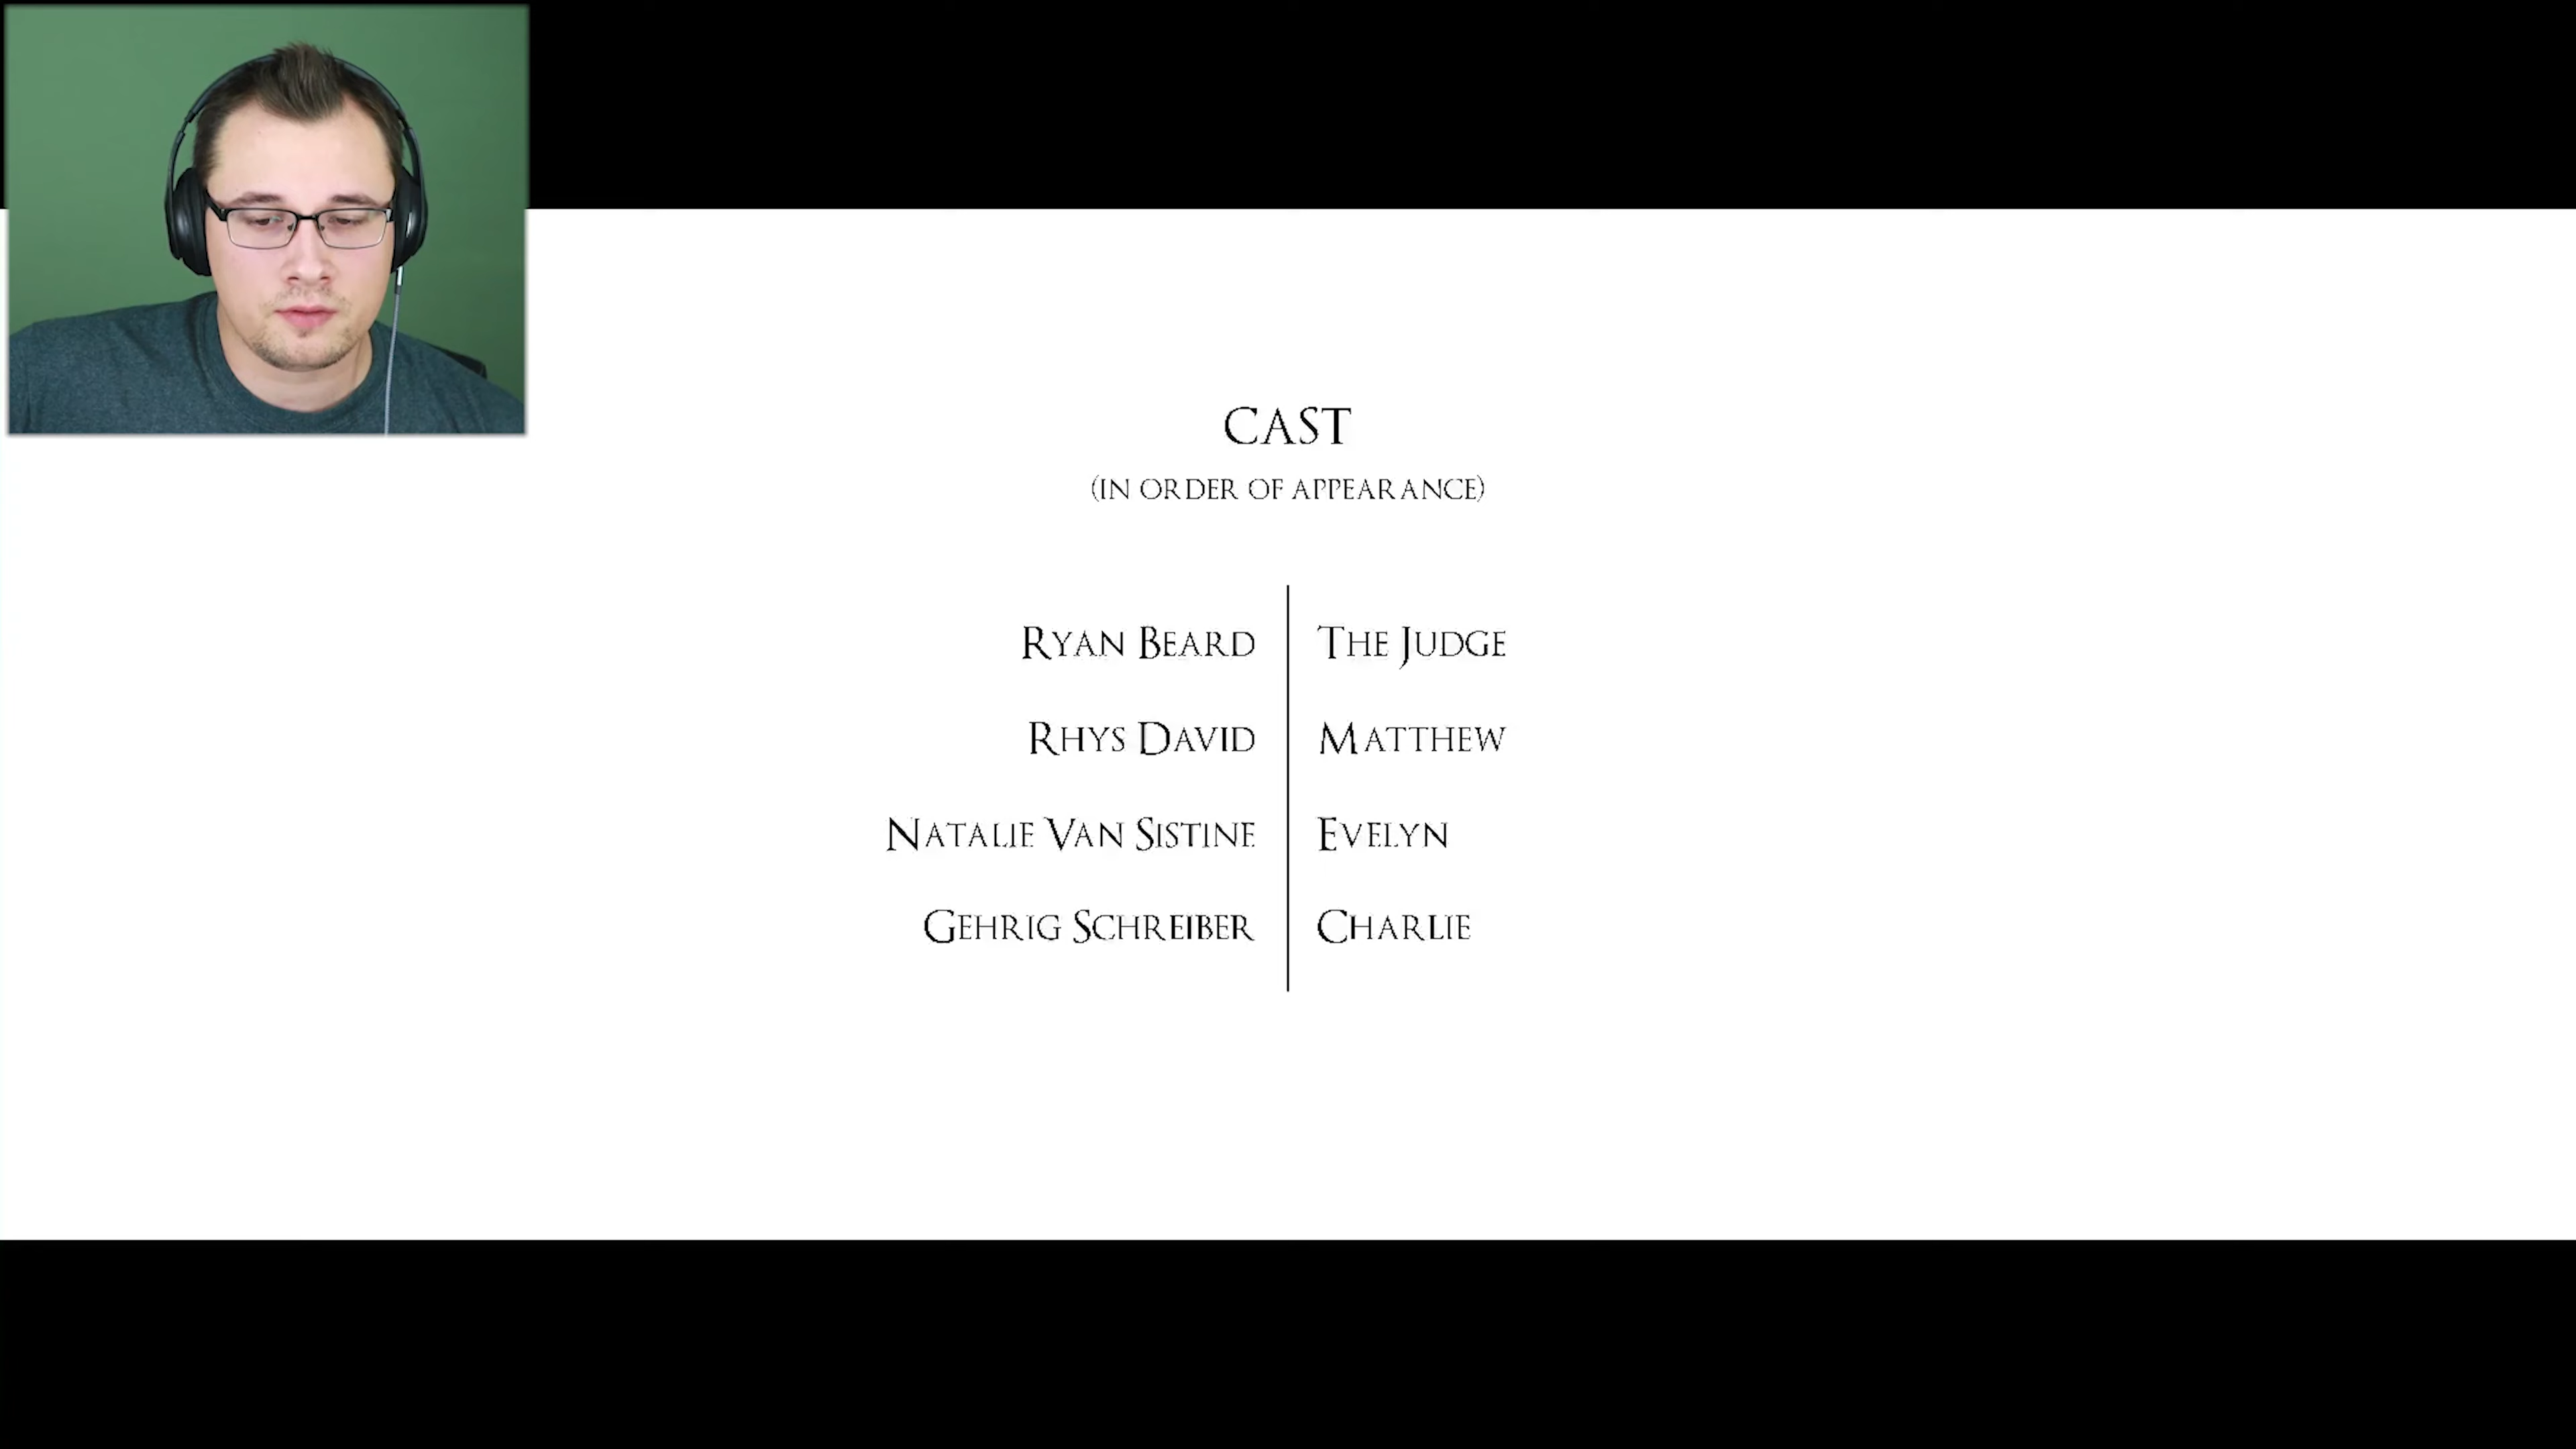 CAST
(IN ORDER OF APPEARANCE)
RYAN BEARD THE JUDGE
RHYS DAVID MATTHEW
NATALIE VAN SISTINE EVELYN
GEHRIG SCHREIBER CHARLIE